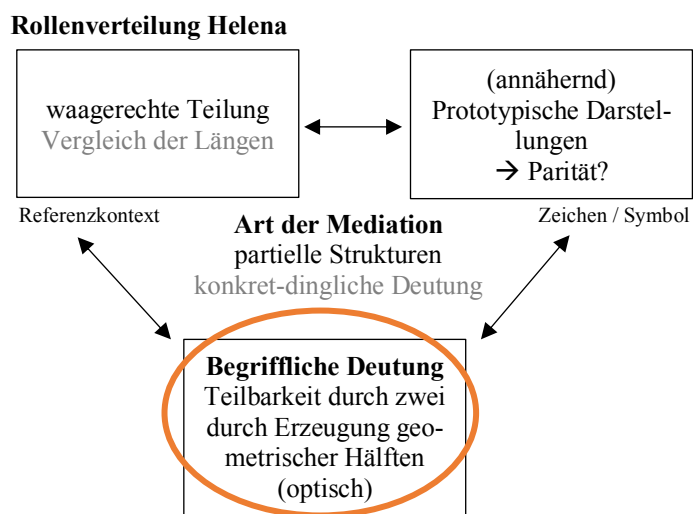 Rollenverteilung Helena
waagerechte Teilung
Vergleich der Längen
(annähernd)
Prototypische Darstel-
lungen
→ Parität?
Referenzkontext
Zeichen / Symbol
Art der Mediation
partielle Strukturen
konkret-dingliche Deutung
Begriffliche Deutung
Teilbarkeit durch zwei
durch Erzeugung geo-
metrischer Hälften
(optisch)